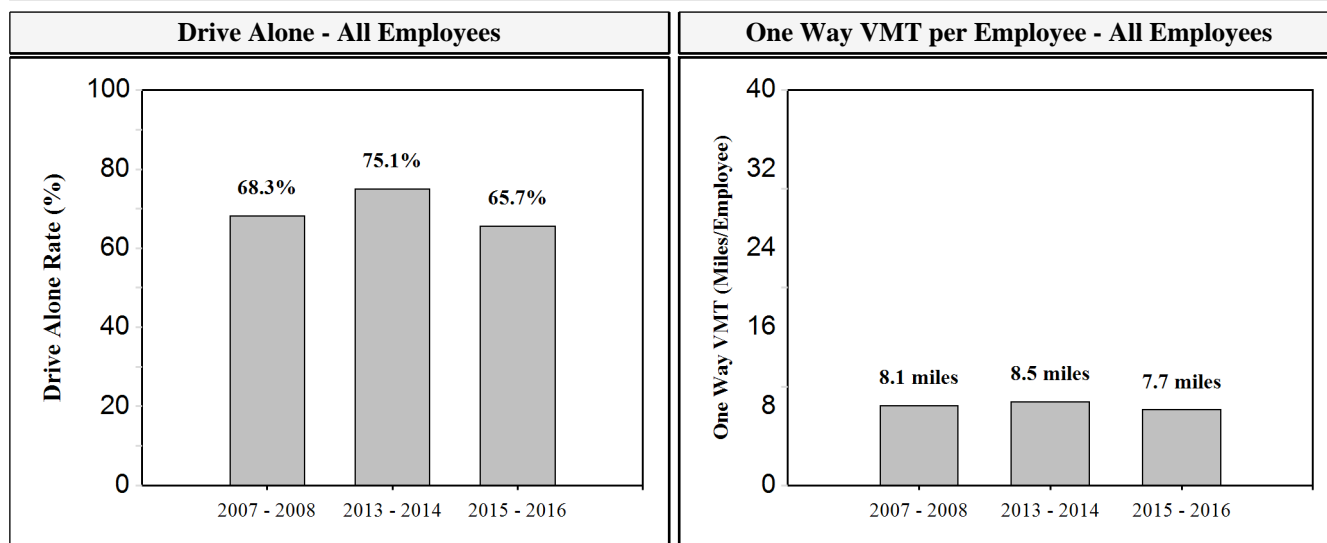 Drive Alone - All Employees
Drive Alone Rate (%)
100
80
60
40
20
0
68.3%
75.1%
65.7%
2007 - 2008
2013 - 2014
2015 - 2016
One Way VMT per Employee - All Employees
One Way VMT (Miles/Employee)
40
32
24
16
8
0
8.1 miles
8.5 miles
7.7 miles
2007 - 2008
2013 - 2014
2015 - 2016